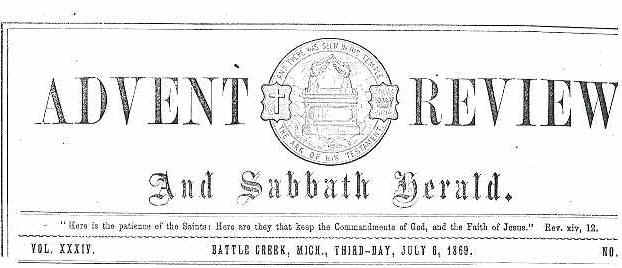 ADVENT REVIEW
AND THERE WAS SEEN IN HIS TEMPLE
THE ARK OF HIS TESTAMENT
And Sabbath Herald.
"Here is the patience of the Saints: Here are they that keep the Commandments of God, and the Faith of Jesus." Rev. xiv, 12.
VOL. XXXIV. BATTLE CREEK, MICH., THIRD-DAY, JULY 6, 1869. NO.